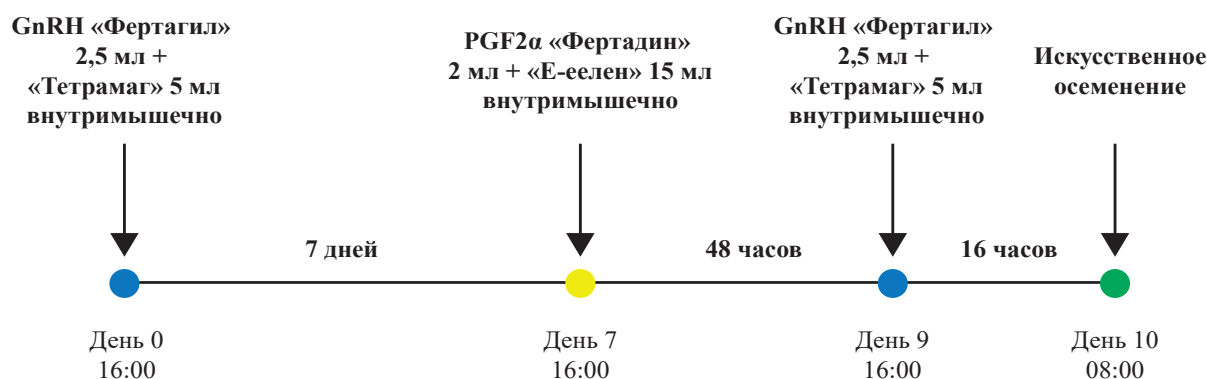 GnRH «Фертагил»
2,5 мл +
«Тетрамаг» 5 мл
внутримышечно
PGF2α «Фертадин»
2 мл + «Е-еелен» 15 мл
внутримышечно
GnRH «Фертагил»
2,5 мл +
«Тетрамаг» 5 мл
внутримышечно
Искусственное
осеменение
7 дней
48 часов
16 часов
День 0
16:00
День 7
16:00
День 9
16:00
День 10
08:00